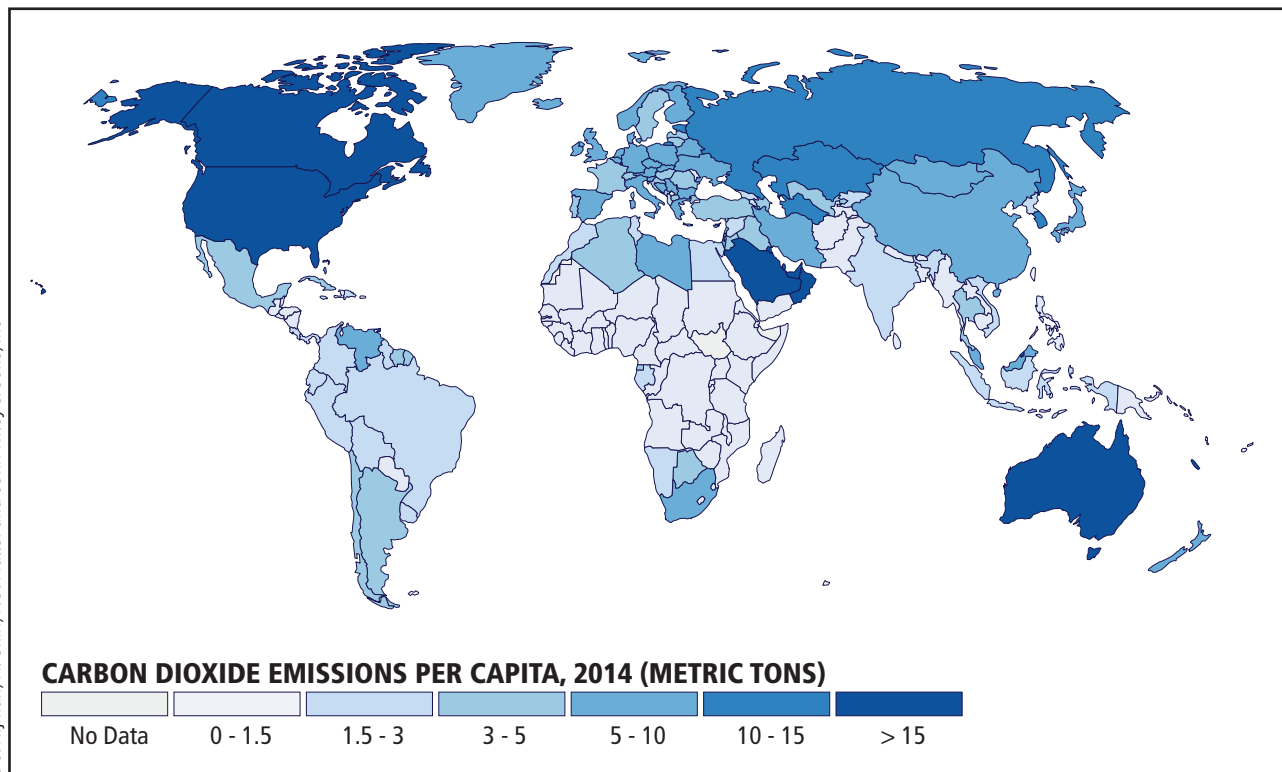 CARBON DIOXIDE EMISSIONS PER CAPITA, 2014 (METRIC TONS)
No Data
0 - 1.5
1.5 - 3
3 - 5
5 - 10
10 - 15
> 15